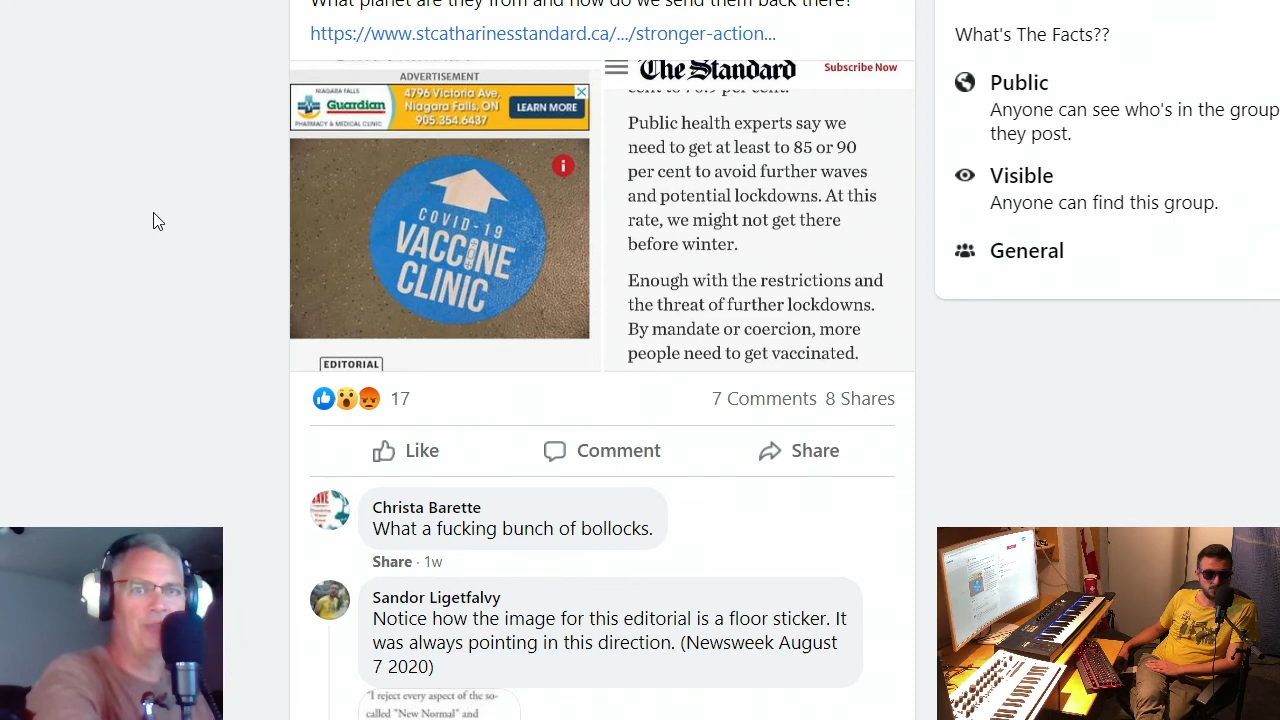 What planet are they from and how do we send them back there?
https://www.stcatharinesstandard.ca/.../stronger-action...
ADVERTISEMENT
NIAGARA FALLS
Guardian
PHARMACY & MEDICAL CLINIC
4796 Victoria Ave,
Niagara Falls, ON
905.354.6437
LEARN MORE
COVID-19
VACCINE
CLINIC
EDITORIAL
The Standard
Subscribe Now
cent to 76.9 per cent.
Public health experts say we
need to get at least to 85 or 90
per cent to avoid further waves
and potential lockdowns. At this
rate, we might not get there
before winter.
Enough with the restrictions and
the threat of further lockdowns.
By mandate or coercion, more
people need to get vaccinated.
17
7 Comments 8 Shares
Like
Comment
Share
Christa Barette
What a fucking bunch of bollocks.
Share · 1w
Sandor Ligetfalvy
Notice how the image for this editorial is a floor sticker. It
was always pointing in this direction. (Newsweek August
7 2020)
"I reject every aspect of the so-
called "New Normal" and
What's The Facts??
Public
Anyone can see who's in the group
they post.
Visible
Anyone can find this group.
General